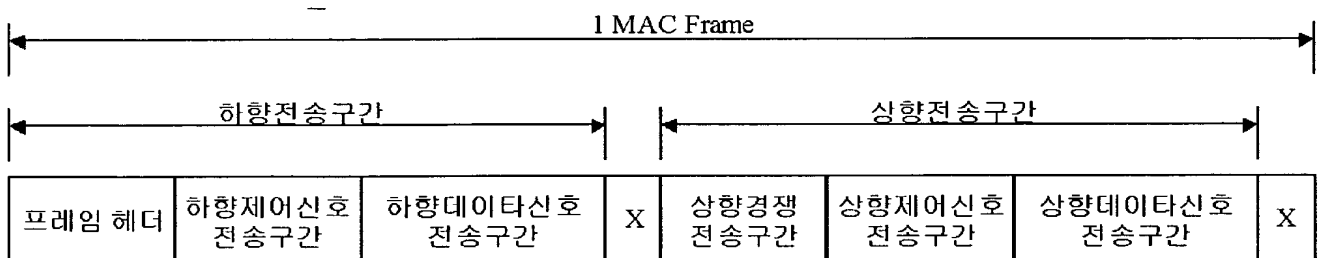 1 MAC Frame
하향전송구간
상향전송구간
프레임 헤더
하향제어신호
전송구간
하향데이타신호
전송구간
X
상향경쟁
전송구간
상향제어신호
전송구간
상향데이타신호
전송구간
X